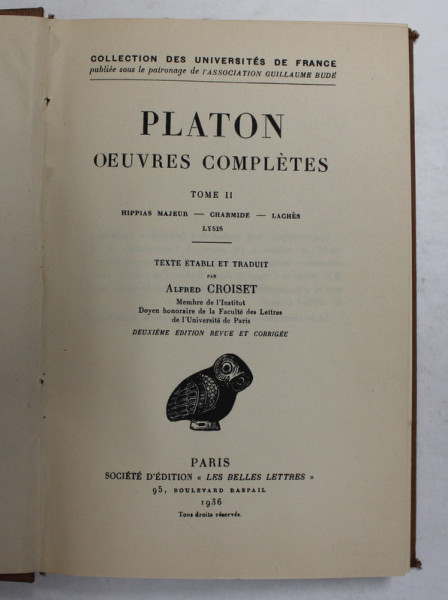 COLLECTION DES UNIVERSITÉS DE FRANCE
publiée sous le patronage de l'ASSOCIATION GUILLAUME BUDÉ
PLATON
OEUVRES COMPLÈTES
TOME II
HIPPIAS MAJEUR — CHARMIDE — LACHÈS
LYSIS
TEXTE ÉTABLI ET TRADUIT
PAR
ALFRED CROISET
Membre de l'Institut
Doyen honoraire de la Faculté des Lettres
de l'Université de Paris
DEUXIÈME ÉDITION REVUE ET CORRIGÉE
PARIS
SOCIÉTÉ D'ÉDITION « LES BELLES LETTRES »
95, BOULEVARD RASPAIL
1936
Tous droits réservés.